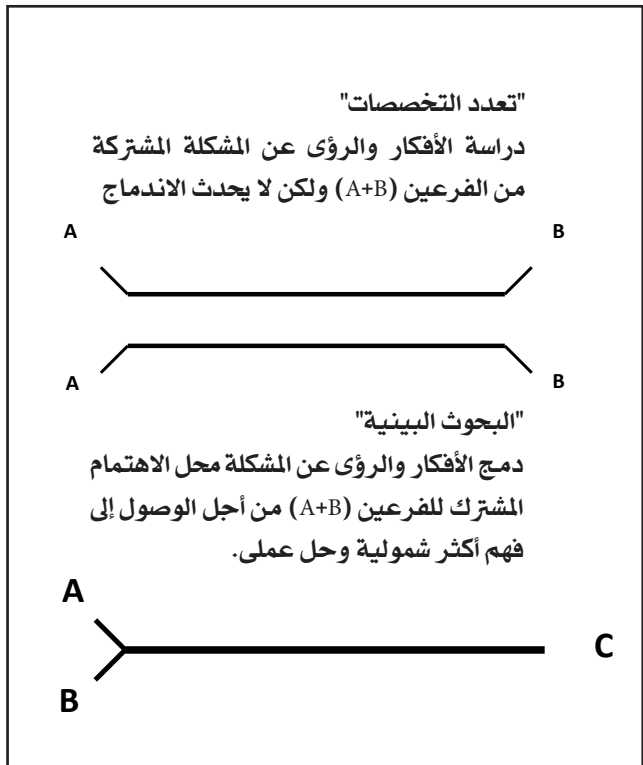 "تعدد التخصصات"
دراسة الأفكار والرؤى عن المشكلة المشتركة
من الفرعين (A+B) ولكن لا يحدث الاندماج
A
B
A
B
"البحوث البينية"
دمج الأفكار والرؤى عن المشكلة محل الاهتمام
المشترك للفرعين (A+B) من أجل الوصول إلى
فهم أكثر شمولية وحل عملى.
A
C
B